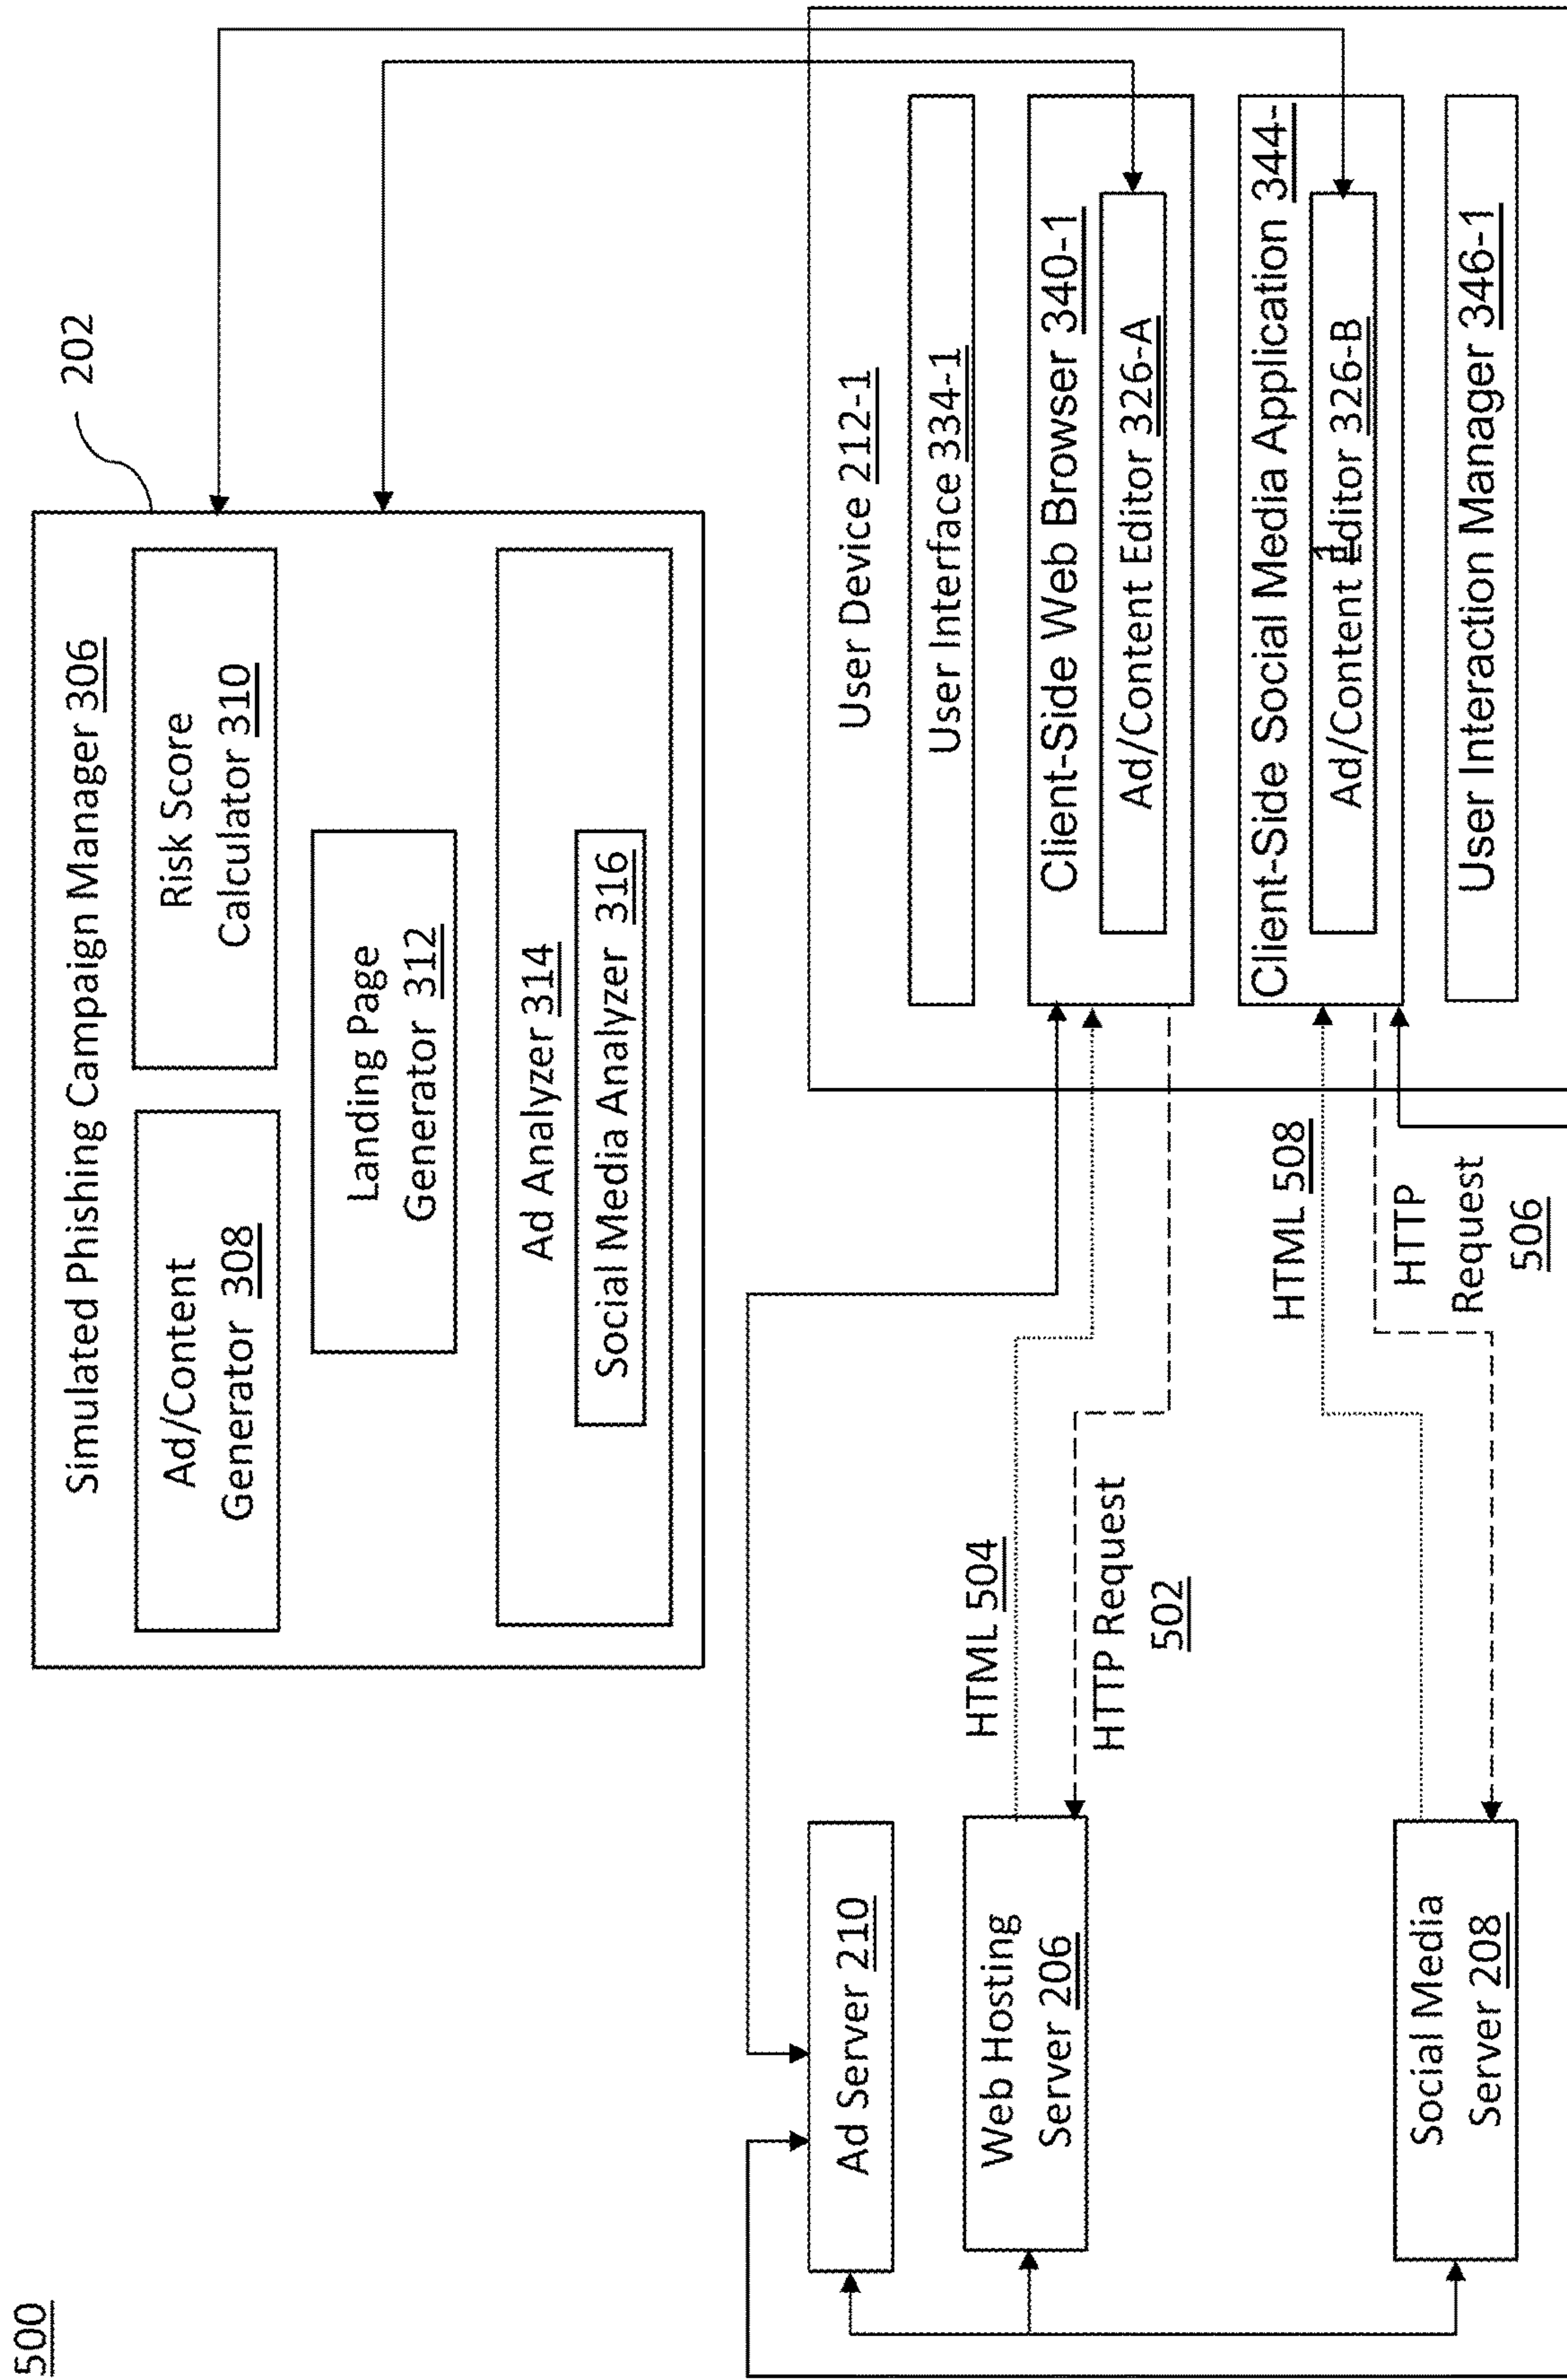 500
202
Simulated Phishing Campaign Manager 306
Ad/Content
Generator 308
Risk Score
Calculator 310
Landing Page
Generator 312
Ad Analyzer 314
Social Media Analyzer 316
Ad Server 210
Web Hosting
Server 206
Social Media
Server 208
HTML 504
HTTP Request
502
HTML 508
HTTP
Request
506
User Device 212-1
User Interface 334-1
Client-Side Web Browser 340-1
Ad/Content Editor 326-A
Client-Side Social Media Application 344-
1
Ad/Content Editor 326-B
User Interaction Manager 346-1